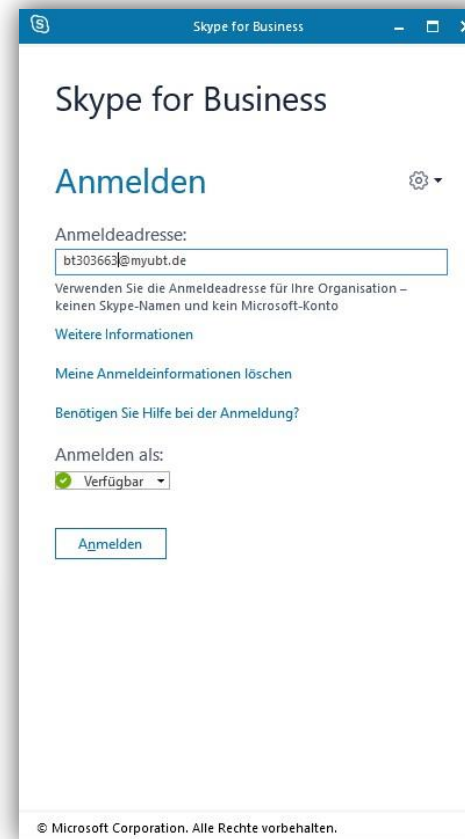 Skype for Business
Skype for Business
Anmelden
Anmeldeadresse:
bt303663@myubt.de
Verwenden Sie die Anmeldeadresse für Ihre Organisation –
keinen Skype-Namen und kein Microsoft-Konto
Weitere Informationen
Meine Anmeldeinformationen löschen
Benötigen Sie Hilfe bei der Anmeldung?
Anmelden als:
Verfügbar
Anmelden
© Microsoft Corporation. Alle Rechte vorbehalten.